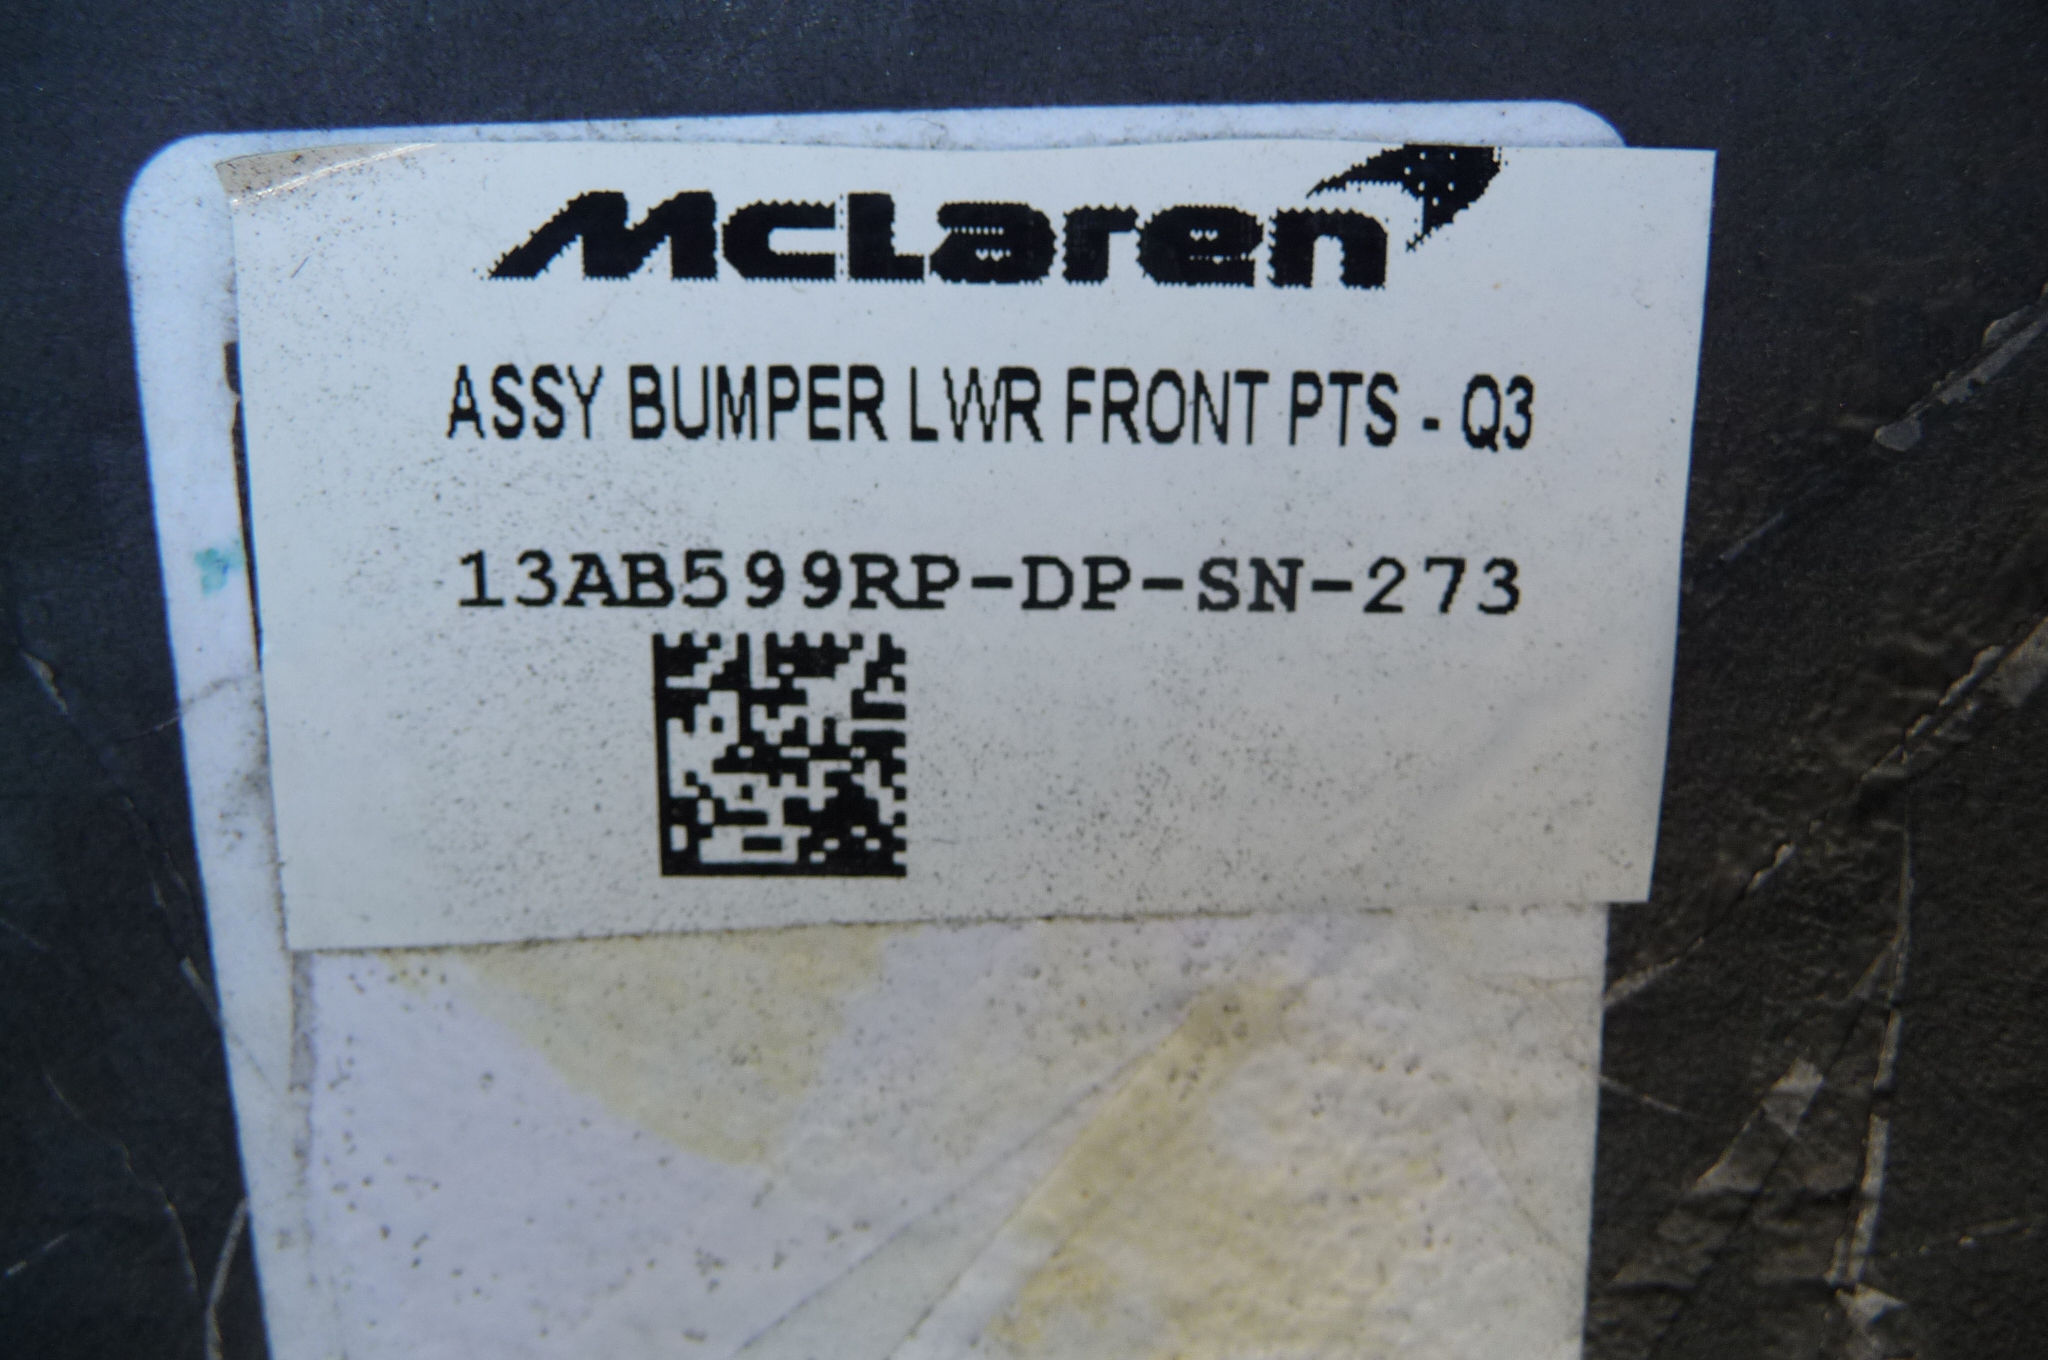 McLaren
ASSY BUMPER LWR FRONT PTS - Q3
13AB599RP-DP-SN-273